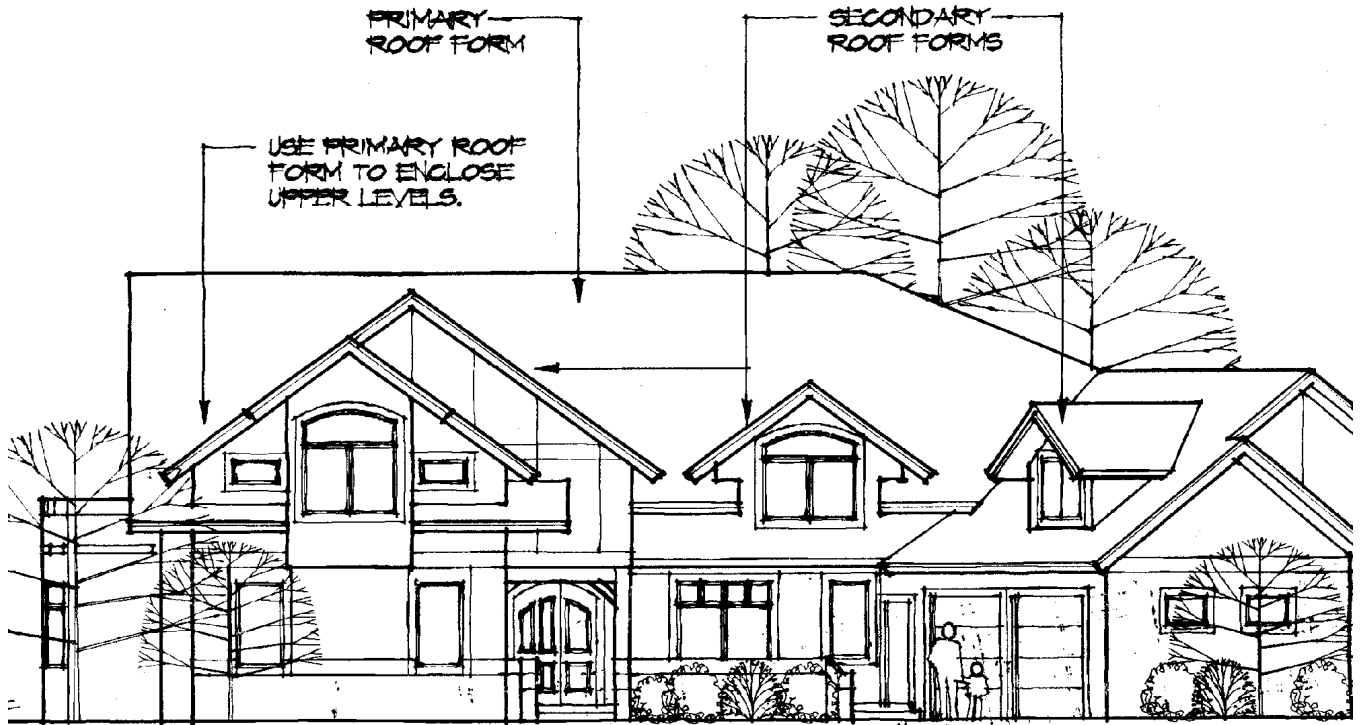 PRIMARY
ROOF FORM
SECONDARY
ROOF FORMS
USE PRIMARY ROOF
FORM TO ENCLOSE
UPPER LEVELS.